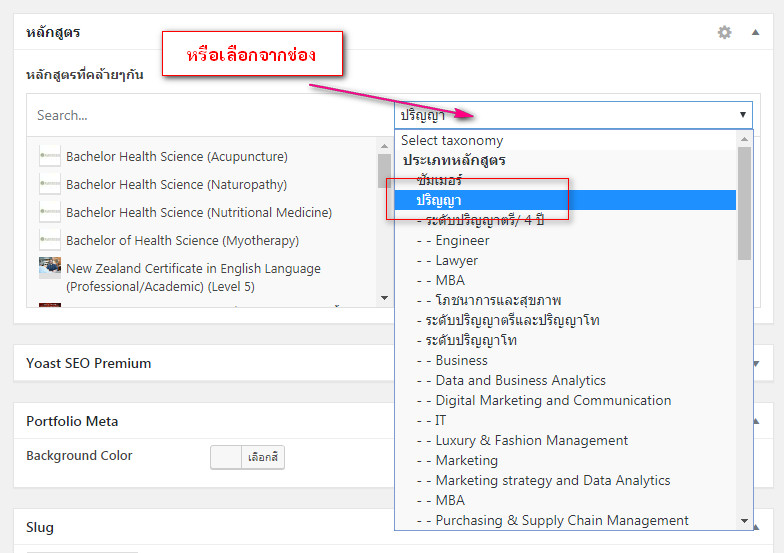 หลักสูตร
หรือเลือกจากช่อง
หลักสูตรที่คล้ายๆกัน
Search...
ปริญญา
Bachelor Health Science (Acupuncture)
Bachelor Health Science (Naturopathy)
Bachelor Health Science (Nutritional Medicine)
Bachelor of Health Science (Myotherapy)
New Zealand Certificate in English Language
(Professional/Academic) (Level 5)
Select taxonomy
ประเภทหลักสูตร
ซัมเมอร์
ปริญญา
- ระดับปริญญาตรี/ 4 ปี
- - Engineer
- - Lawyer
- - MBA
- - โภชนาการและสุขภาพ
- ระดับปริญญาตรีและปริญญาโท
- ระดับปริญญาโท
- - Business
- - Data and Business Analytics
- - Digital Marketing and Communication
- - IT
- - Luxury & Fashion Management
- - Marketing
- - Marketing strategy and Data Analytics
- - MBA
- - Purchasing & Supply Chain Management
Yoast SEO Premium
Portfolio Meta
Background Color
เลือกสี
Slug